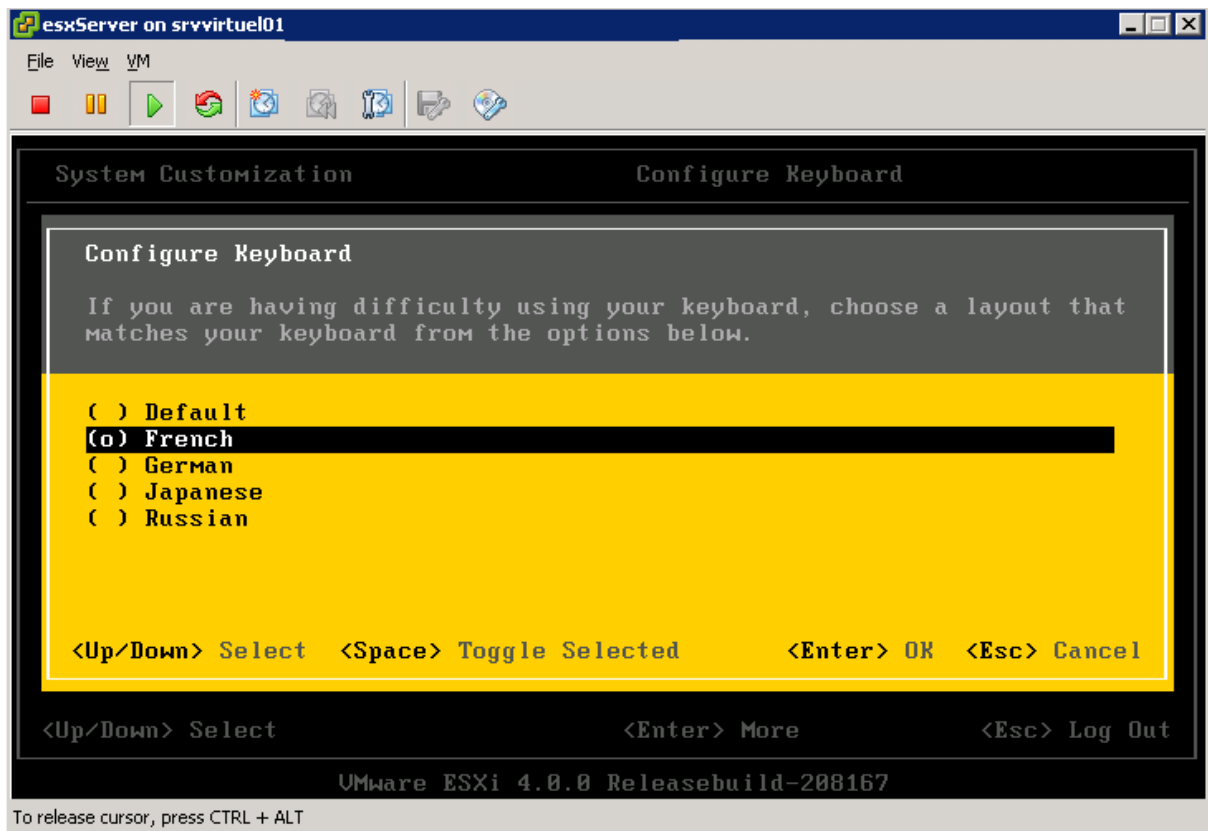 esxServer on srvvirtuel01
File View VM
System Customization Configure Keyboard
Configure Keyboard
If you are having difficulty using your keyboard, choose a layout that
matches your keyboard from the options below.
( ) Default
(o) French
( ) German
( ) Japanese
( ) Russian
<Up/Down> Select <Space> Toggle Selected <Enter> OK <Esc> Cancel
<Up/Down> Select <Enter> More <Esc> Log Out
VMware ESXi 4.0.0 Releasebuild-208167
To release cursor, press CTRL + ALT